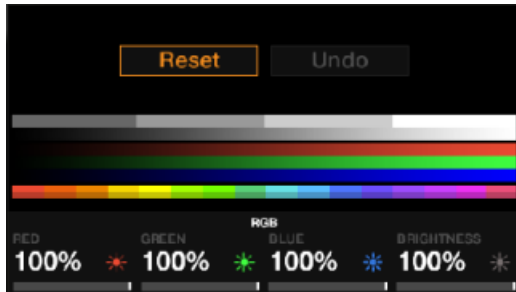 Reset Undo
RGB
RED GREEN BLUE BRIGHTNESS
100% 100% 100% 100%